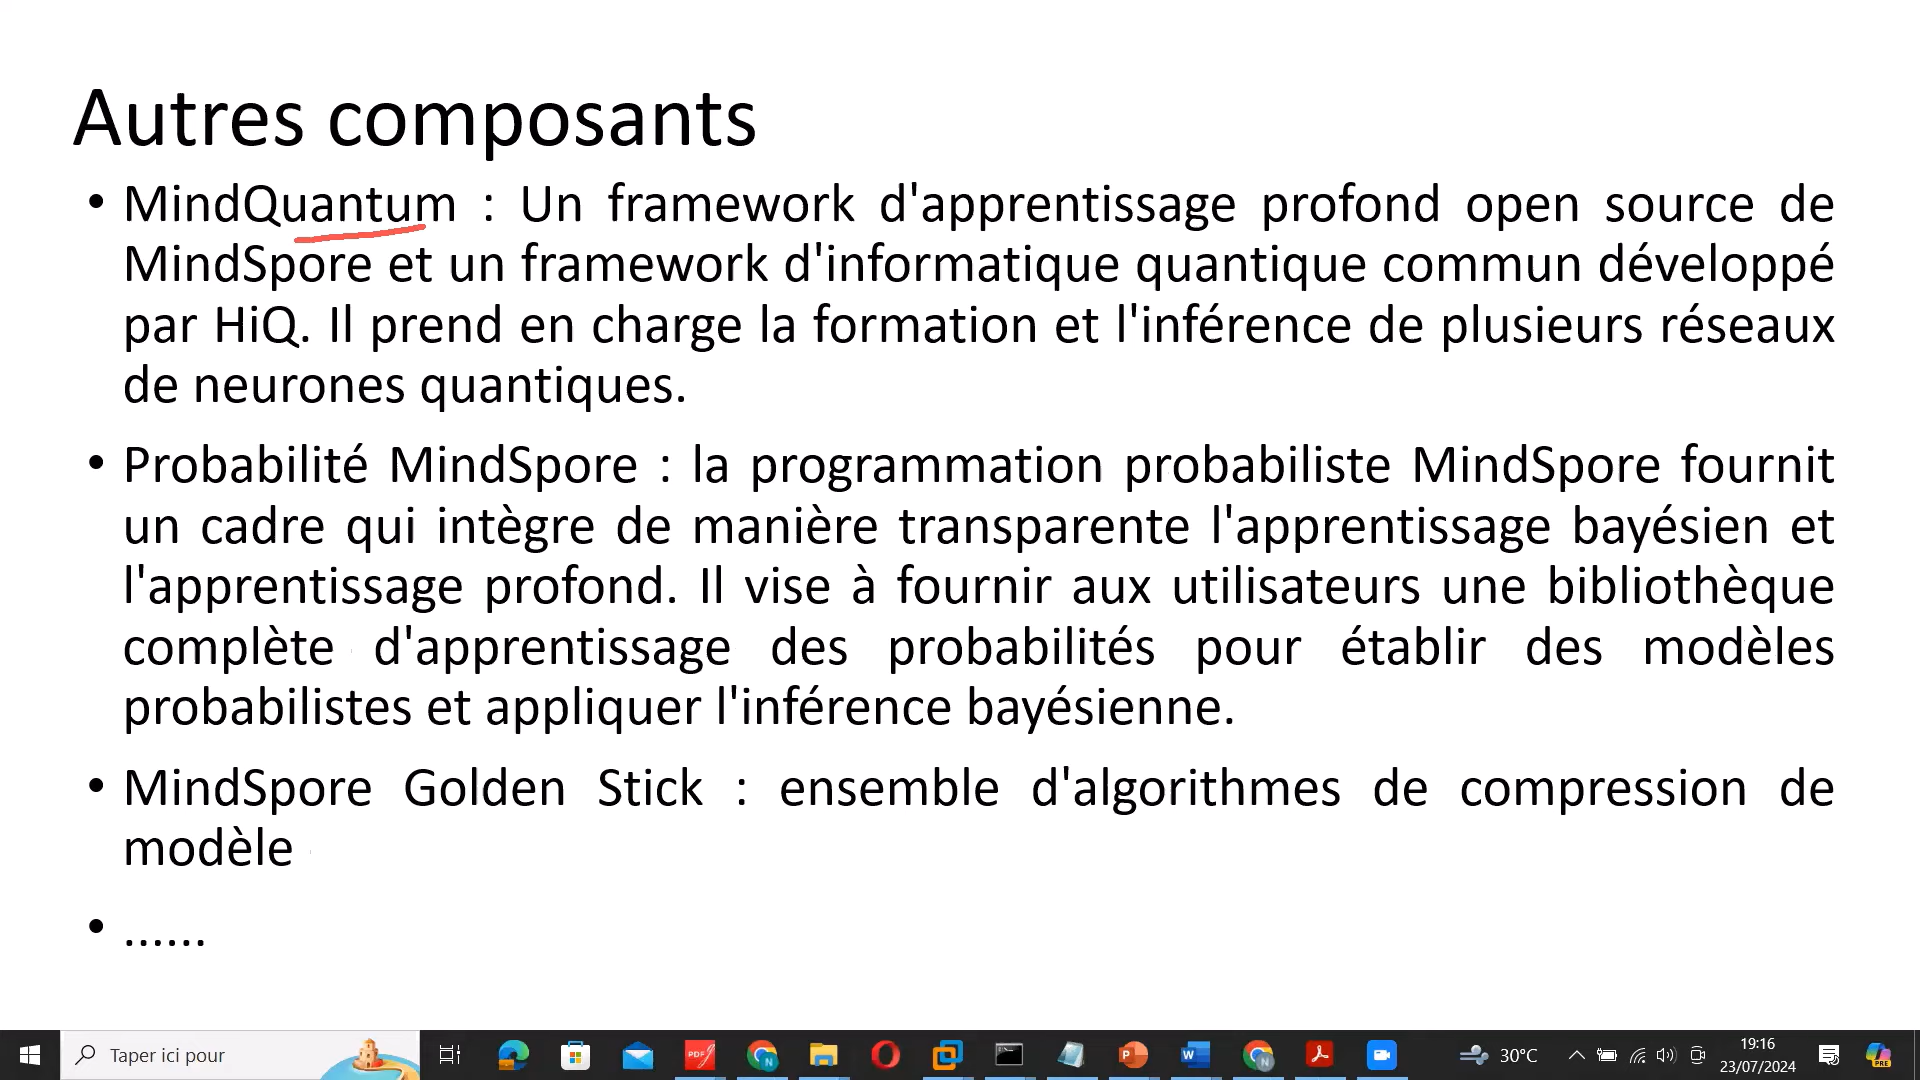 Autres composants
• MindQuantum : Un framework d'apprentissage profond open source de
MindSpore et un framework d'informatique quantique commun développé
par HiQ. Il prend en charge la formation et l'inférence de plusieurs réseaux
de neurones quantiques.
• Probabilité MindSpore : la programmation probabiliste MindSpore fournit
un cadre qui intègre de manière transparente l'apprentissage bayésien et
l'apprentissage profond. Il vise à fournir aux utilisateurs une bibliothèque
complète d'apprentissage des probabilités pour établir des modèles
probabilistes et appliquer l'inférence bayésienne.
• MindSpore Golden Stick : ensemble d'algorithmes de compression de
modèle
• ......
Taper ici pour
PDF
N
P
W
N
30°C
19:16
23/07/2024
PRE